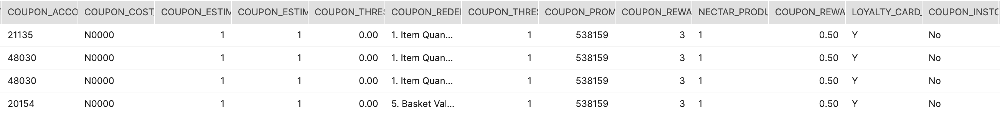 COUPON_ACCO COUPON_COST_ COUPON_ESTIM COUPON_ESTIM COUPON_THRES COUPON_REDEI COUPON_THRES COUPON_PROM COUPON_REWA NECTAR_PRODU COUPON_REWA LOYALTY_CARD_ COUPON_INSTO
21135 N0000 1 1 0.00 1. Item Quan... 1 538159 3 1 0.50 Y No
48030 N0000 1 1 0.00 1. Item Quan... 1 538159 3 1 0.50 Y No
48030 N0000 1 1 0.00 1. Item Quan... 1 538159 3 1 0.50 Y No
20154 N0000 1 1 0.00 5. Basket Val... 1 538159 3 1 0.50 Y No